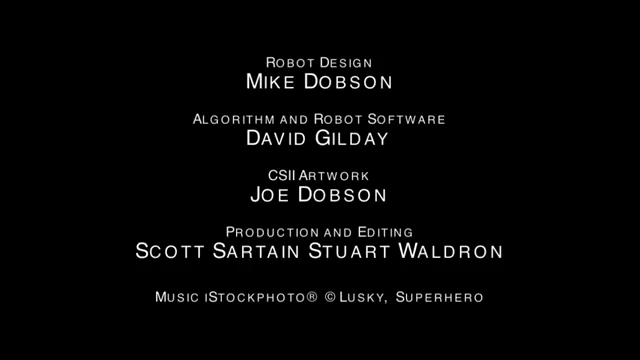 ROBOT DESIGN
MIKE DOBSON
ALGORITHM AND ROBOT SOFTWARE
DAVID GILDAY
CSII ARTWORK
JOE DOBSON
PRODUCTION AND EDITING
SCOTT SARTAIN STUART WALDRON
MUSIC ISTOCKPHOTO® © LUSKY, SUPERHERO